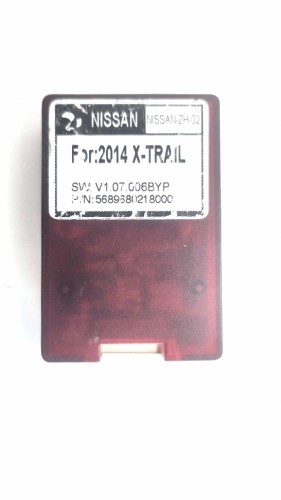 NISSAN NISSAN-ZH-02
For:2014 X-TRAIL
SW: V1.07.006BYP
P/N:5689680218000